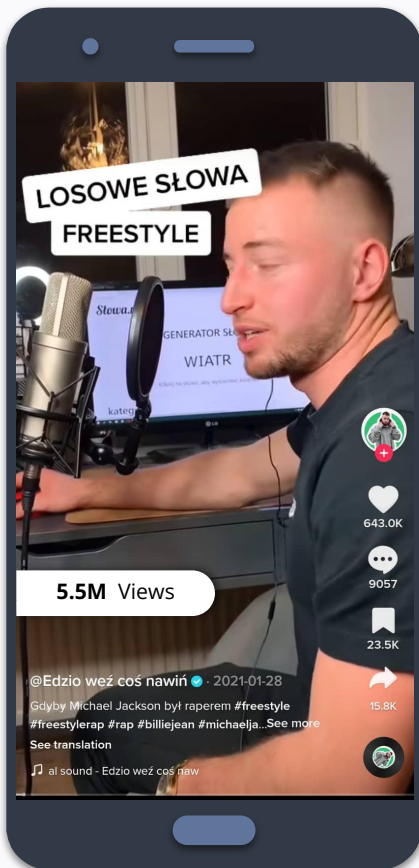 LOSOWE SŁOWA
FREESTYLE
Słowa.
GENERATOR SŁ
WIATR
kateg
LG
643.0K
9057
23.5K
15.8K
5.5M Views
@Edzio weź coś nawiń · 2021-01-28
Gdyby Michael Jackson był raperem #freestyle
#freestylerap #rap #billiejean #michaelja...See more
See translation
al sound - Edzio weź coś naw